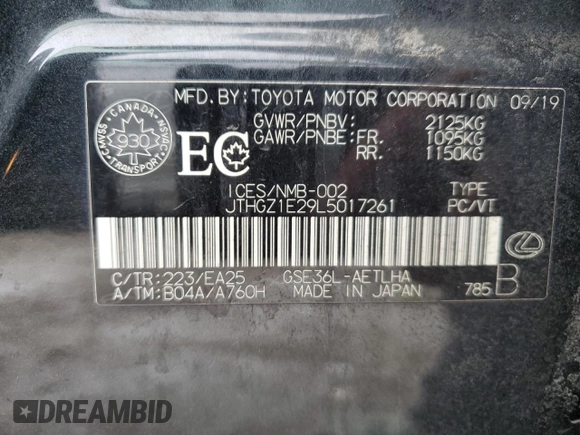 MFD.BY:TOYOTA MOTOR CORPORATION 09/19
GVWR/PNBV: 2125KG
GAWR/PNBE:FR. 1095KG
RR. 1150KG
CANADA
CMVSS
NSVAC
930
TRANSPORT
EC
ICES/NMB-002 TYPE
JTHGZ1E29L5017261 PC/VT
C/TR:223/EA25 GSE36L-AETLHA
A/TM:B04A/A760H MADE IN JAPAN 785 B
DREAMBID